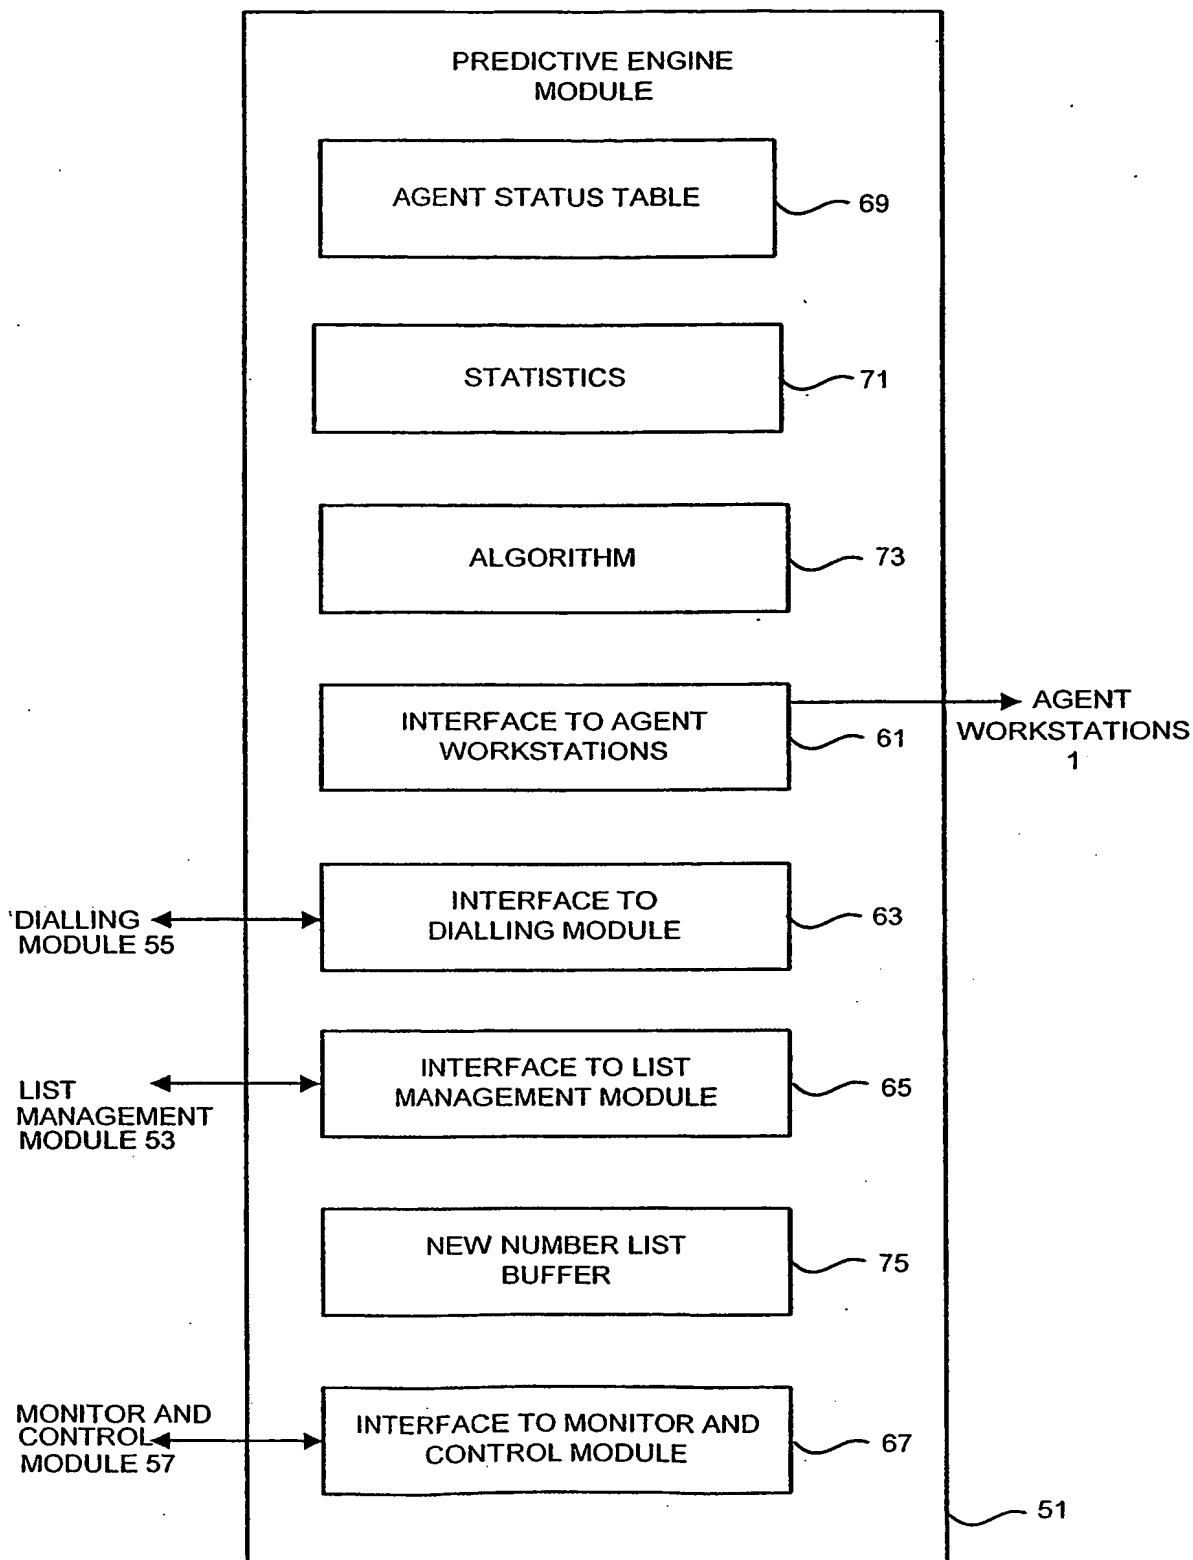 PREDICTIVE ENGINE
MODULE
AGENT STATUS TABLE
69
STATISTICS
71
ALGORITHM
73
INTERFACE TO AGENT
WORKSTATIONS
61
AGENT
WORKSTATIONS
1
DIALLING
MODULE 55
INTERFACE TO
DIALLING MODULE
63
LIST
MANAGEMENT
MODULE 53
INTERFACE TO LIST
MANAGEMENT MODULE
65
NEW NUMBER LIST
BUFFER
75
MONITOR AND
CONTROL
MODULE 57
INTERFACE TO MONITOR AND
CONTROL MODULE
67
51